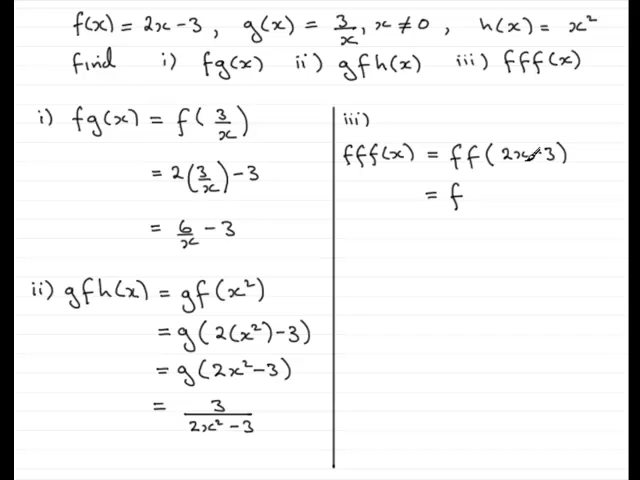 f(x) = 2x - 3 , g(x) = 3/x , x ≠ 0 , h(x) = x²
find i) fg(x) ii) gfh(x) iii) fff(x)
i) fg(x) = f(3/x)
= 2(3/x) - 3
= 6/x - 3
ii) gfh(x) = gf(x²)
= g(2(x²) - 3)
= g(2x² - 3)
= 3/(2x² - 3)
iii)
fff(x) = ff(2x-3)
= f